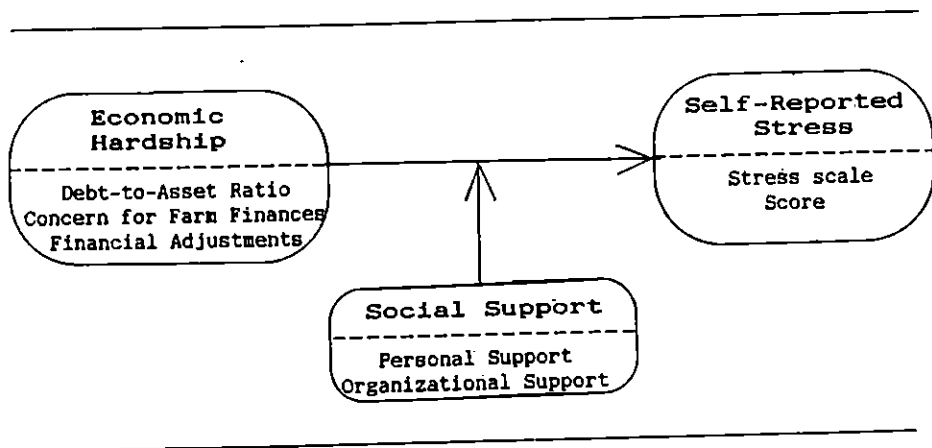 Economic
Hardship
Debt-to-Asset Ratio
Concern for Farm Finances
Financial Adjustments
Self-Reported
Stress
Stress scale
Score
Social Support
Personal Support
Organizational Support